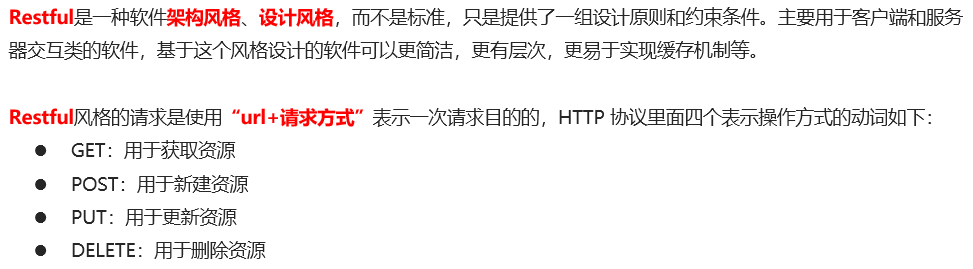 Restful是一种软件架构风格、设计风格，而不是标准，只是提供了一组设计原则和约束条件。主要用于客户端和服务
器交互类的软件，基于这个风格设计的软件可以更简洁，更有层次，更易于实现缓存机制等。
Restful风格的请求是使用“url+请求方式”表示一次请求目的的，HTTP 协议里面四个表示操作方式的动词如下：
● GET：用于获取资源
● POST：用于新建资源
● PUT：用于更新资源
● DELETE：用于删除资源